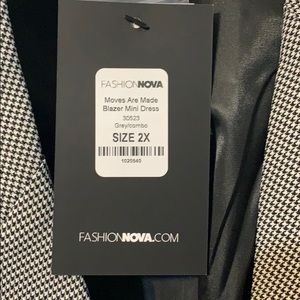 FASHIONNOVA
Moves Are Made
Blazer Mini Dress
30523
Grey/combo
SIZE 2X
1020540
FASHIONNOVA.COM